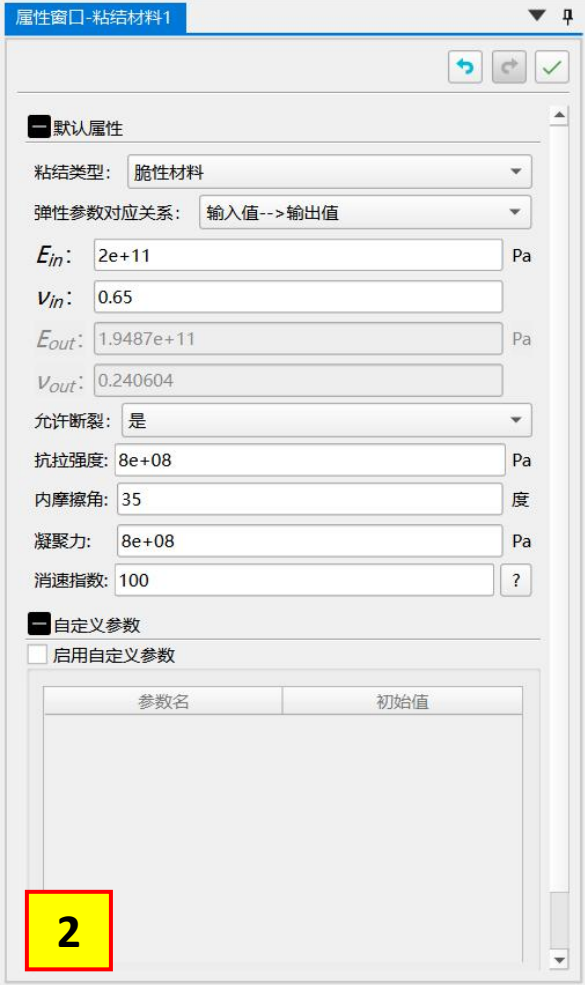 属性窗口-粘结材料1
默认属性
粘结类型: 脆性材料
弹性参数对应关系: 输入值-->输出值
Ein: 2e+11 Pa
νin: 0.65
Eout: 1.9487e+11 Pa
νout: 0.240604
允许断裂: 是
抗拉强度: 8e+08 Pa
内摩擦角: 35 度
凝聚力: 8e+08 Pa
消速指数: 100 ?
自定义参数
启用自定义参数
参数名 初始值
2